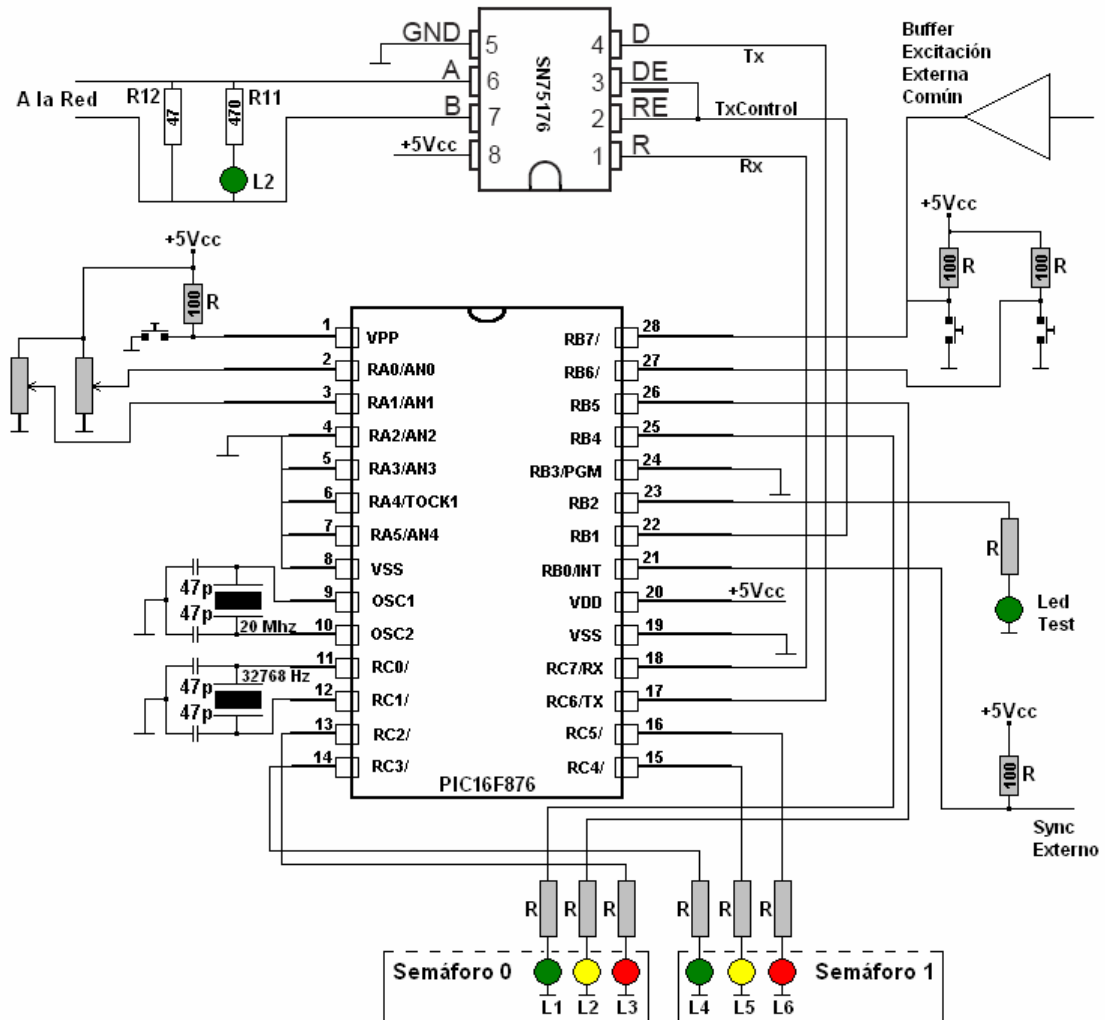 GND
5
4
D
Tx
A
6
3
DE
A la Red
R12
47
470
R11
B
7
2
RE
TxControl
+5Vcc
8
1
R
Rx
SN75176
L2
Buffer
Excitación
Externa
Común
+5Vcc
100
R
100
R
+5Vcc
100
R
1
VPP
2
RA0/AN0
3
RA1/AN1
4
RA2/AN2
5
RA3/AN3
6
RA4/TOCK1
7
RA5/AN4
8
VSS
9
OSC1
10
OSC2
11
RC0/
12
RC1/
13
RC2/
14
RC3/
28
RB7/
27
RB6/
26
RB5
25
RB4
24
RB3/PGM
23
RB2
22
RB1
21
RB0/INT
20
VDD
+5Vcc
19
VSS
18
RC7/RX
17
RC6/TX
16
RC5/
15
RC4/
PIC16F876
47p
47p
20 Mhz
47p
47p
32768 Hz
R
Led
Test
+5Vcc
100
R
Sync
Externo
R
R
R
R
R
R
Semáforo 0
Semáforo 1
L1
L2
L3
L4
L5
L6